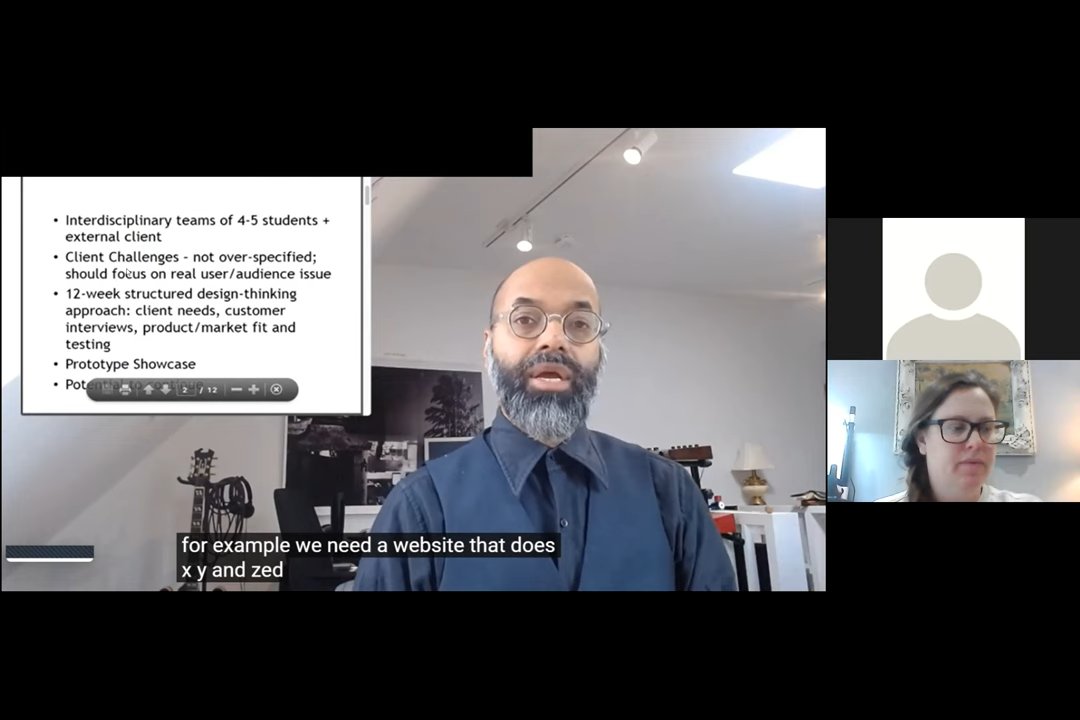 • Interdisciplinary teams of 4-5 students +
external client
• Client Challenges - not over-specified;
should focus on real user/audience issue
• 12-week structured design-thinking
approach: client needs, customer
interviews, product/market fit and
testing
• Prototype Showcase
•
2 / 12
for example we need a website that does
x y and zed